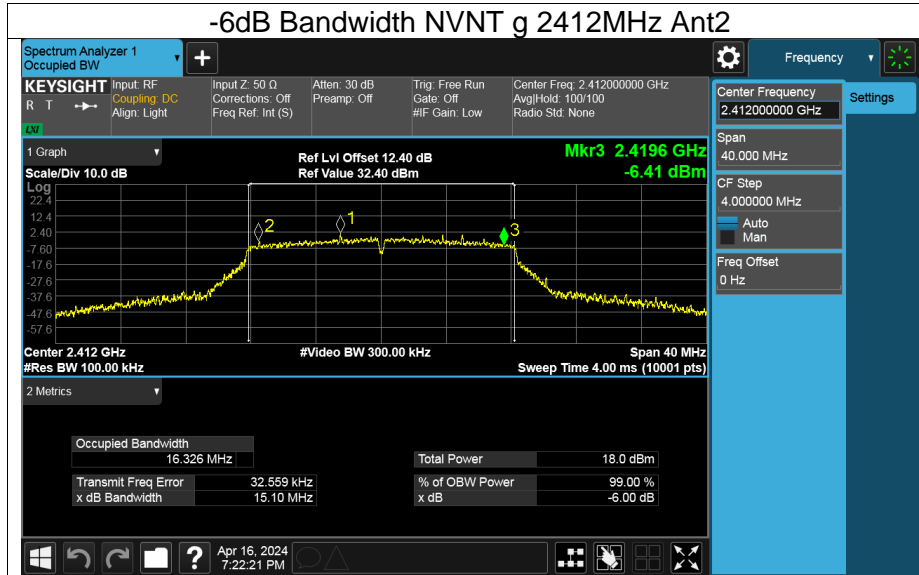 -6dB Bandwidth NVNT g 2412MHz Ant2
Spectrum Analyzer 1
Occupied BW
+
Frequency
KEYSIGHT
R T
LXI
Input: RF
Coupling: DC
Align: Light
Input Z: 50 Ω
Corrections: Off
Freq Ref: Int (S)
Atten: 30 dB
Preamp: Off
Trig: Free Run
Gate: Off
#IF Gain: Low
Center Freq: 2.412000000 GHz
Avg|Hold: 100/100
Radio Std: None
Center Frequency
2.412000000 GHz
Settings
Span
40.000 MHz
CF Step
4.000000 MHz
Auto
Man
Freq Offset
0 Hz
1 Graph
Scale/Div 10.0 dB
Ref Lvl Offset 12.40 dB
Ref Value 32.40 dBm
Mkr3 2.4196 GHz
-6.41 dBm
Log
22.4
12.4
2.40
-7.60
-17.6
-27.6
-37.6
-47.6
-57.6
2
1
3
Center 2.412 GHz
#Res BW 100.00 kHz
#Video BW 300.00 kHz
Span 40 MHz
Sweep Time 4.00 ms (10001 pts)
2 Metrics
Occupied Bandwidth
16.326 MHz
Total Power 18.0 dBm
Transmit Freq Error 32.559 kHz
% of OBW Power 99.00 %
x dB Bandwidth 15.10 MHz
x dB -6.00 dB
?
Apr 16, 2024
7:22:21 PM